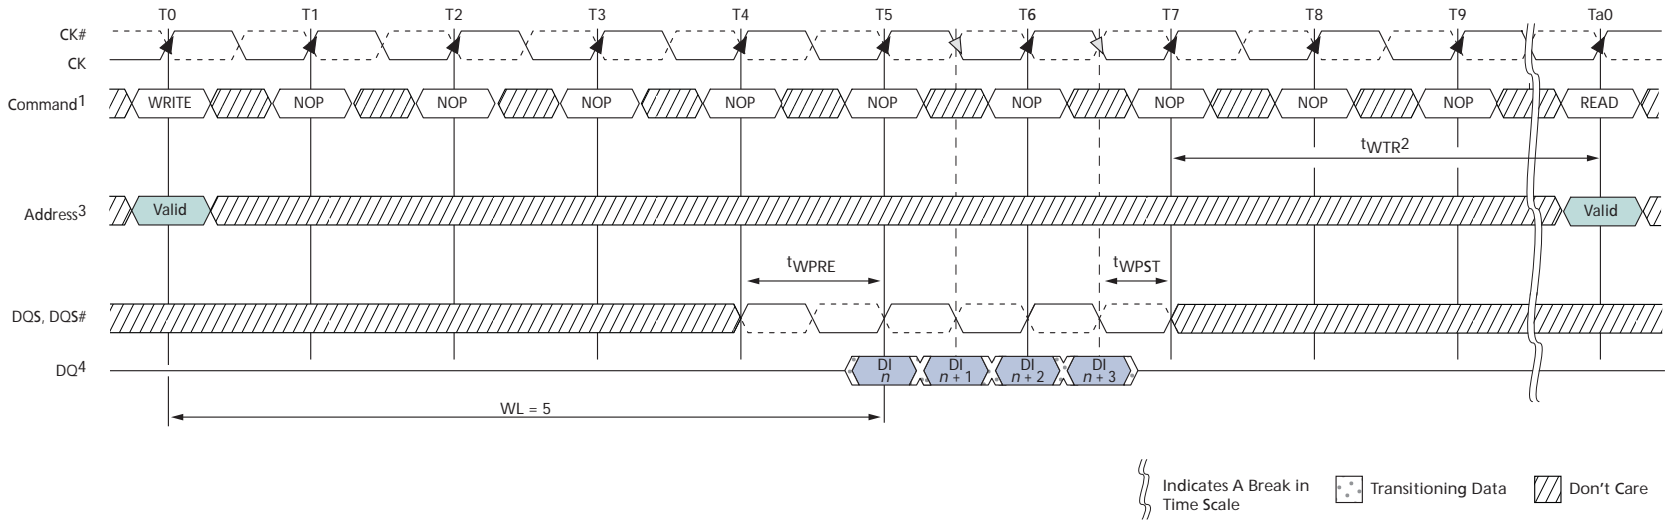 T0 T1 T2 T3 T4 T5 T6 T7 T8 T9 Ta0
CK#
CK
Command1 WRITE NOP NOP NOP NOP NOP NOP NOP NOP NOP READ
tWTR2
Address3 Valid Valid
tWPRE tWPST
DQS, DQS#
DQ4
DI DI DI DI
n n + 1 n + 2 n + 3
WL = 5
Indicates A Break in
Time Scale
Transitioning Data
Don't Care